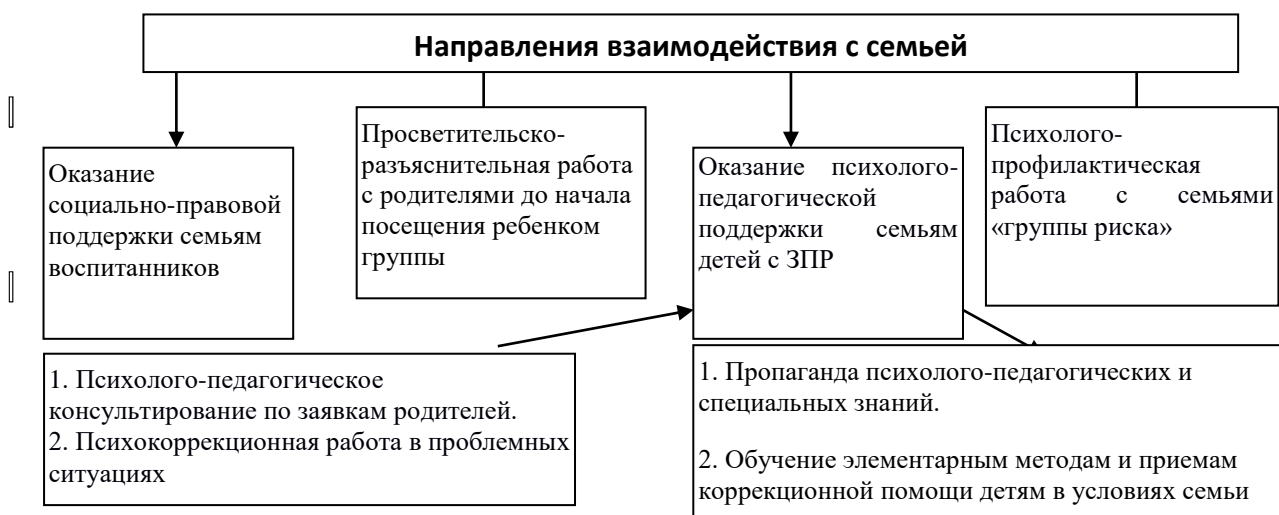 Направления взаимодействия с семьей
Оказание
социально-правовой
поддержки семьям
воспитанников
Просветительско-
разъяснительная работа
с родителями до начала
посещения ребенком
группы
Оказание психолого-
педагогической
поддержки семьям
детей с ЗПР
Психолого-
профилактическая
работа с семьями
«группы риска»
1. Психолого-педагогическое
консультирование по заявкам родителей.
2. Психокоррекционная работа в проблемных
ситуациях
1. Пропаганда психолого-педагогических и
специальных знаний.
2. Обучение элементарным методам и приемам
коррекционной помощи детям в условиях семьи